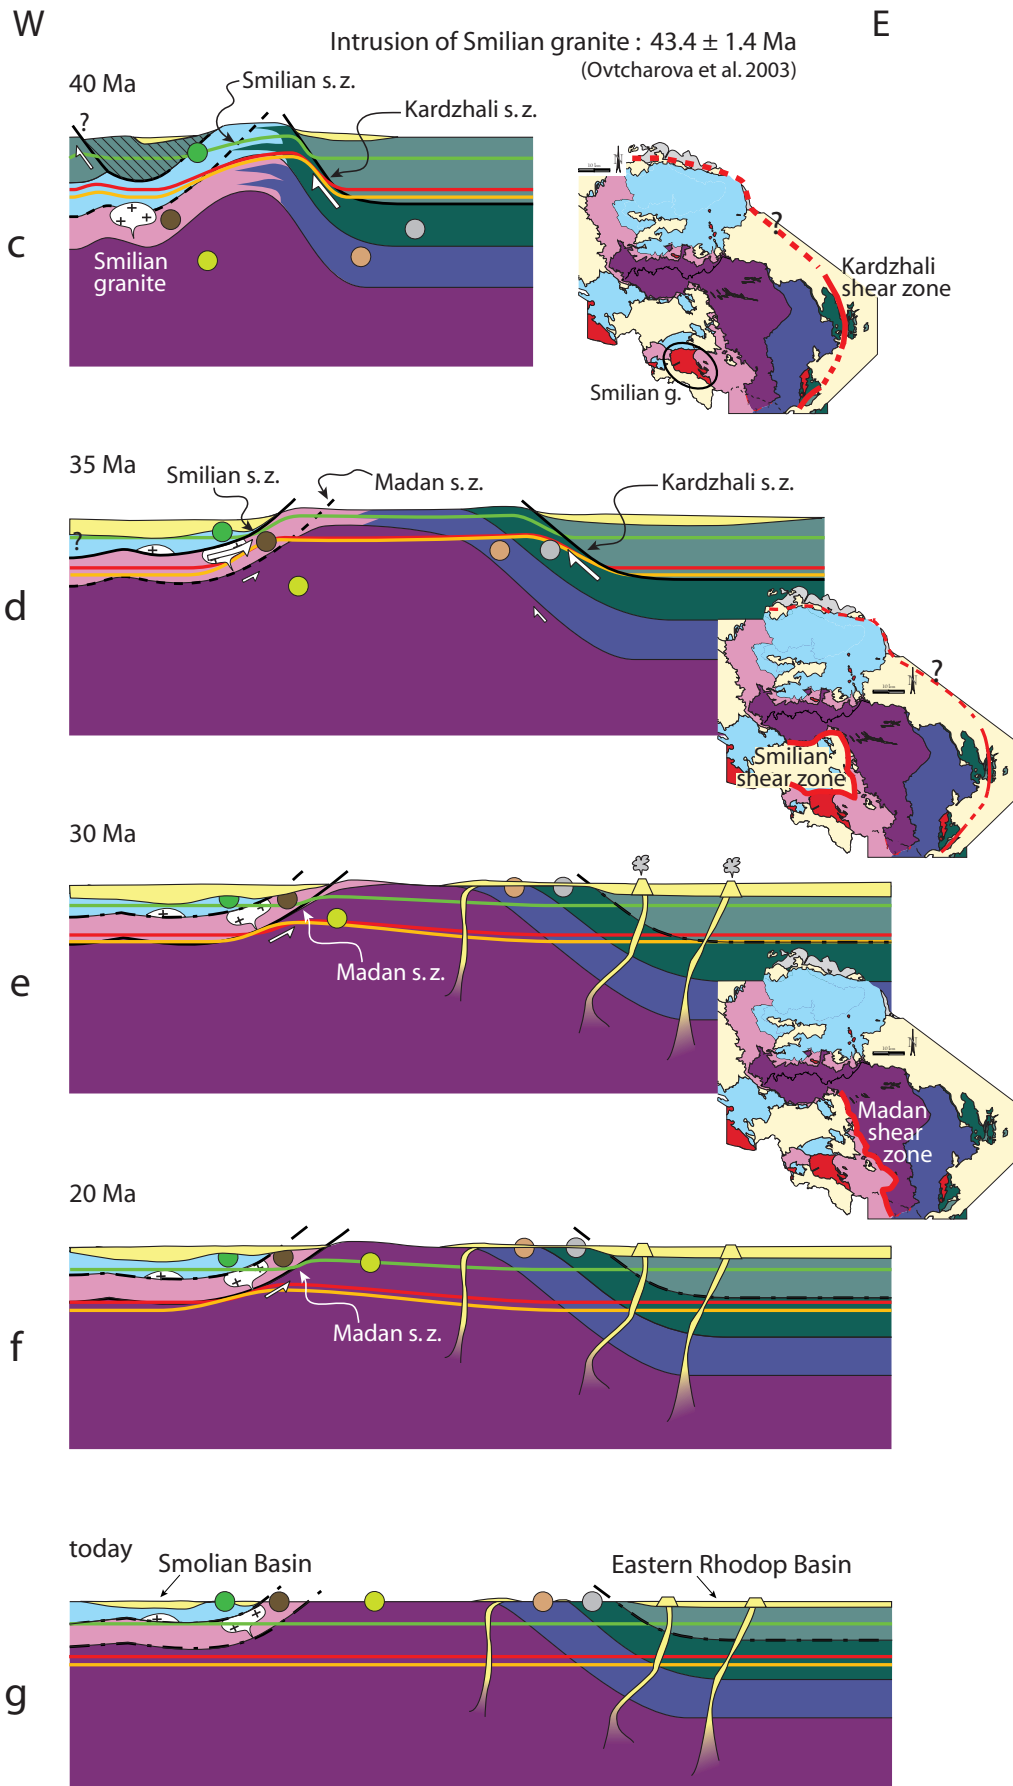 W
E
Intrusion of Smilian granite : 43.4 ± 1.4 Ma
(Ovtcharova et al. 2003)
40 Ma
Smilian s. z.
Kardzhali s. z.
?
c
Smilian
granite
?
Kardzhali
shear zone
Smilian g.
35 Ma
Smilian s. z.
Madan s. z.
Kardzhali s. z.
?
d
?
Smilian
shear zone
30 Ma
Madan s. z.
e
Madan
shear
zone
20 Ma
Madan s. z.
f
today
Smolian Basin
Eastern Rhodop Basin
g